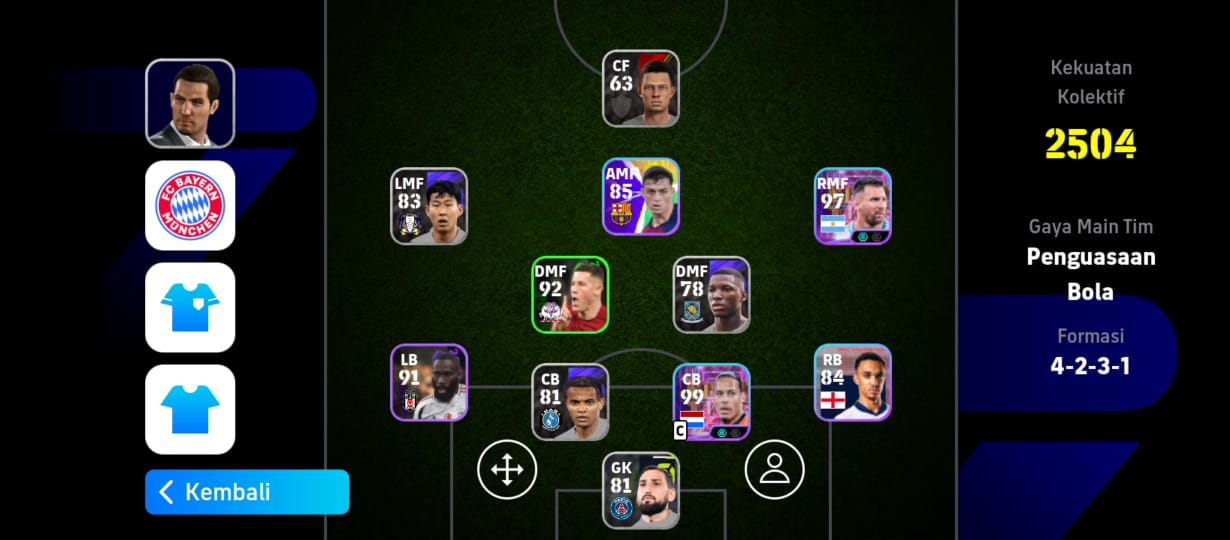 CF
63
LMF
83
AMF
85
RMF
97
DMF
92
DMF
78
LB
91
CB
81
CB
99
C
RB
84
GK
81
FC BAYERN
MÜNCHEN
Kembali
Kekuatan
Kolektif
2504
Gaya Main Tim
Penguasaan
Bola
Formasi
4-2-3-1